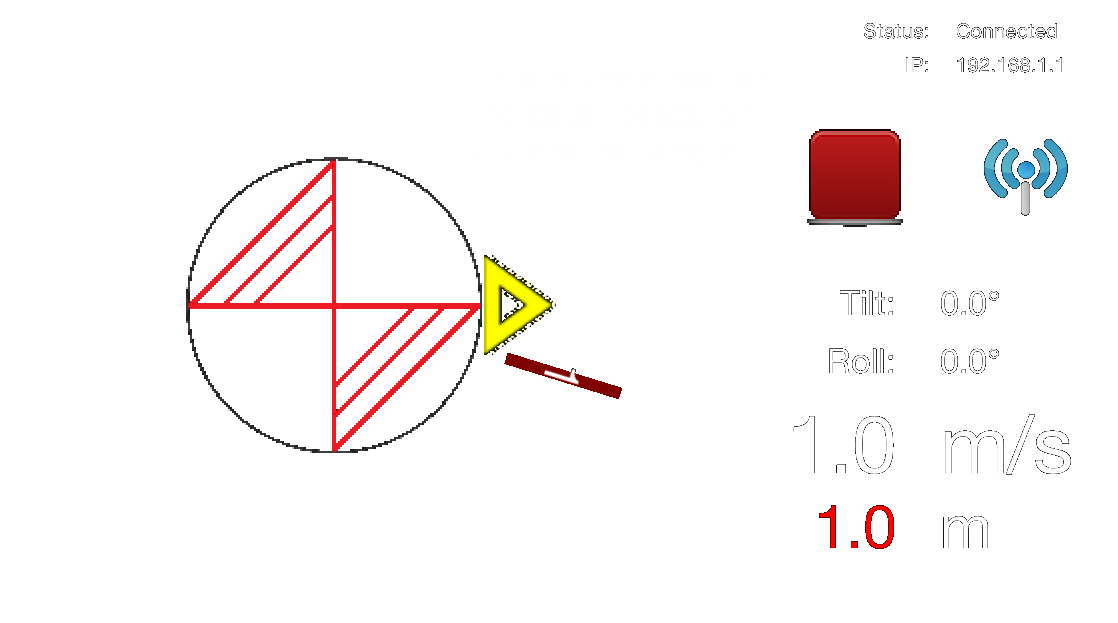 Status: Connected
IP: 192.168.1.1
Tilt: 0.0°
Roll: 0.0°
1.0 m/s
1.0 m